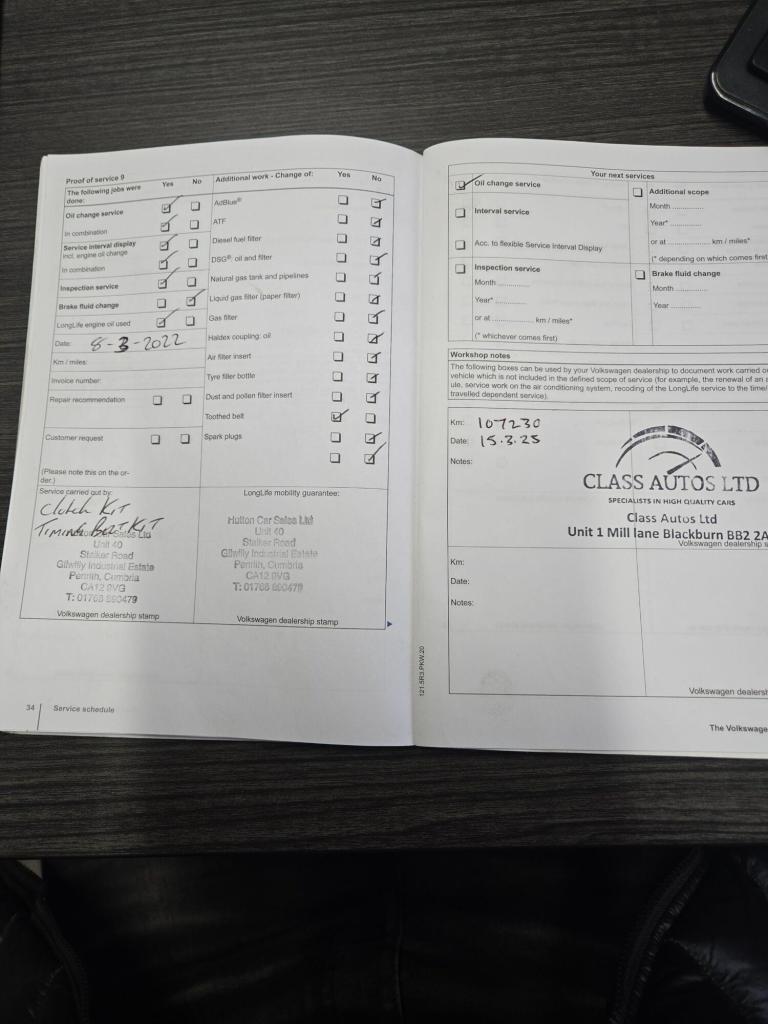 Proof of service 9
The following jobs were done:
Yes No
Oil change service
In combination
Service interval display
incl. engine oil change
In combination
Inspection service
Brake fluid change
LongLife engine oil used
Date: 8-3-2022
Km / miles:
Invoice number:
Repair recommendation
Customer request
(Please note this on the or-
der.)
Additional work - Change of:
Yes No
AdBlue®
ATF
Diesel fuel filter
DSG®: oil and filter
Natural gas tank and pipelines
Liquid gas filter (paper filter)
Gas filter
Haldex coupling: oil
Air filter insert
Tyre filler bottle
Dust and pollen filter insert
Toothed belt
Spark plugs
Service carried out by:
Clutch KIT
TIMING BELT KIT
Unit 40
Stalker Road
Gilwilly Industrial Estate
Penrith, Cumbria
CA12 9VG
T: 01768 890479
Volkswagen dealership stamp
LongLife mobility guarantee:
Hutton Car Sales Ltd
Unit 40
Stalker Road
Gilwilly Industrial Estate
Penrith, Cumbria
CA12 9VG
T: 01768 890479
Volkswagen dealership stamp
34 Service schedule
121.5R3.PKW.20
Your next services
Oil change service
Interval service
Acc. to flexible Service Interval Display
Inspection service
Month ..............
Year* ..............
or at .................... km / miles*
(* whichever comes first)
Additional scope
Month ..............
Year* ..............
or at .................... km / miles*
(* depending on which comes first
Brake fluid change
Month ..............
Year ..............
Workshop notes
The following boxes can be used by your Volkswagen dealership to document work carried
vehicle which is not included in the defined scope of service (for example, the renewal of an
ule, service work on the air conditioning system, recoding of the LongLife service to the time/
travelled dependent service).
Km: 107230
Date: 15.3.25
Notes:
CLASS AUTOS LTD
SPECIALISTS IN HIGH QUALITY CARS
Class Autos Ltd
Unit 1 Mill lane Blackburn BB2 2A
Volkswagen dealership s
Km:
Date:
Notes:
Volkswagen dealersh
The Volkswage